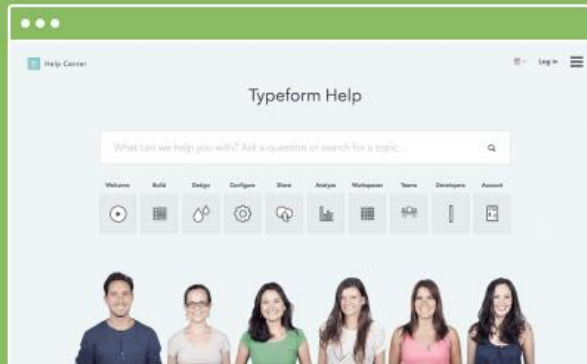 Help Center
Log in
Typeform Help
What can we help you with? Ask a question or search for a topic...
Welcome Build Design Configure Share Analyze Workspaces Teams Developers Account